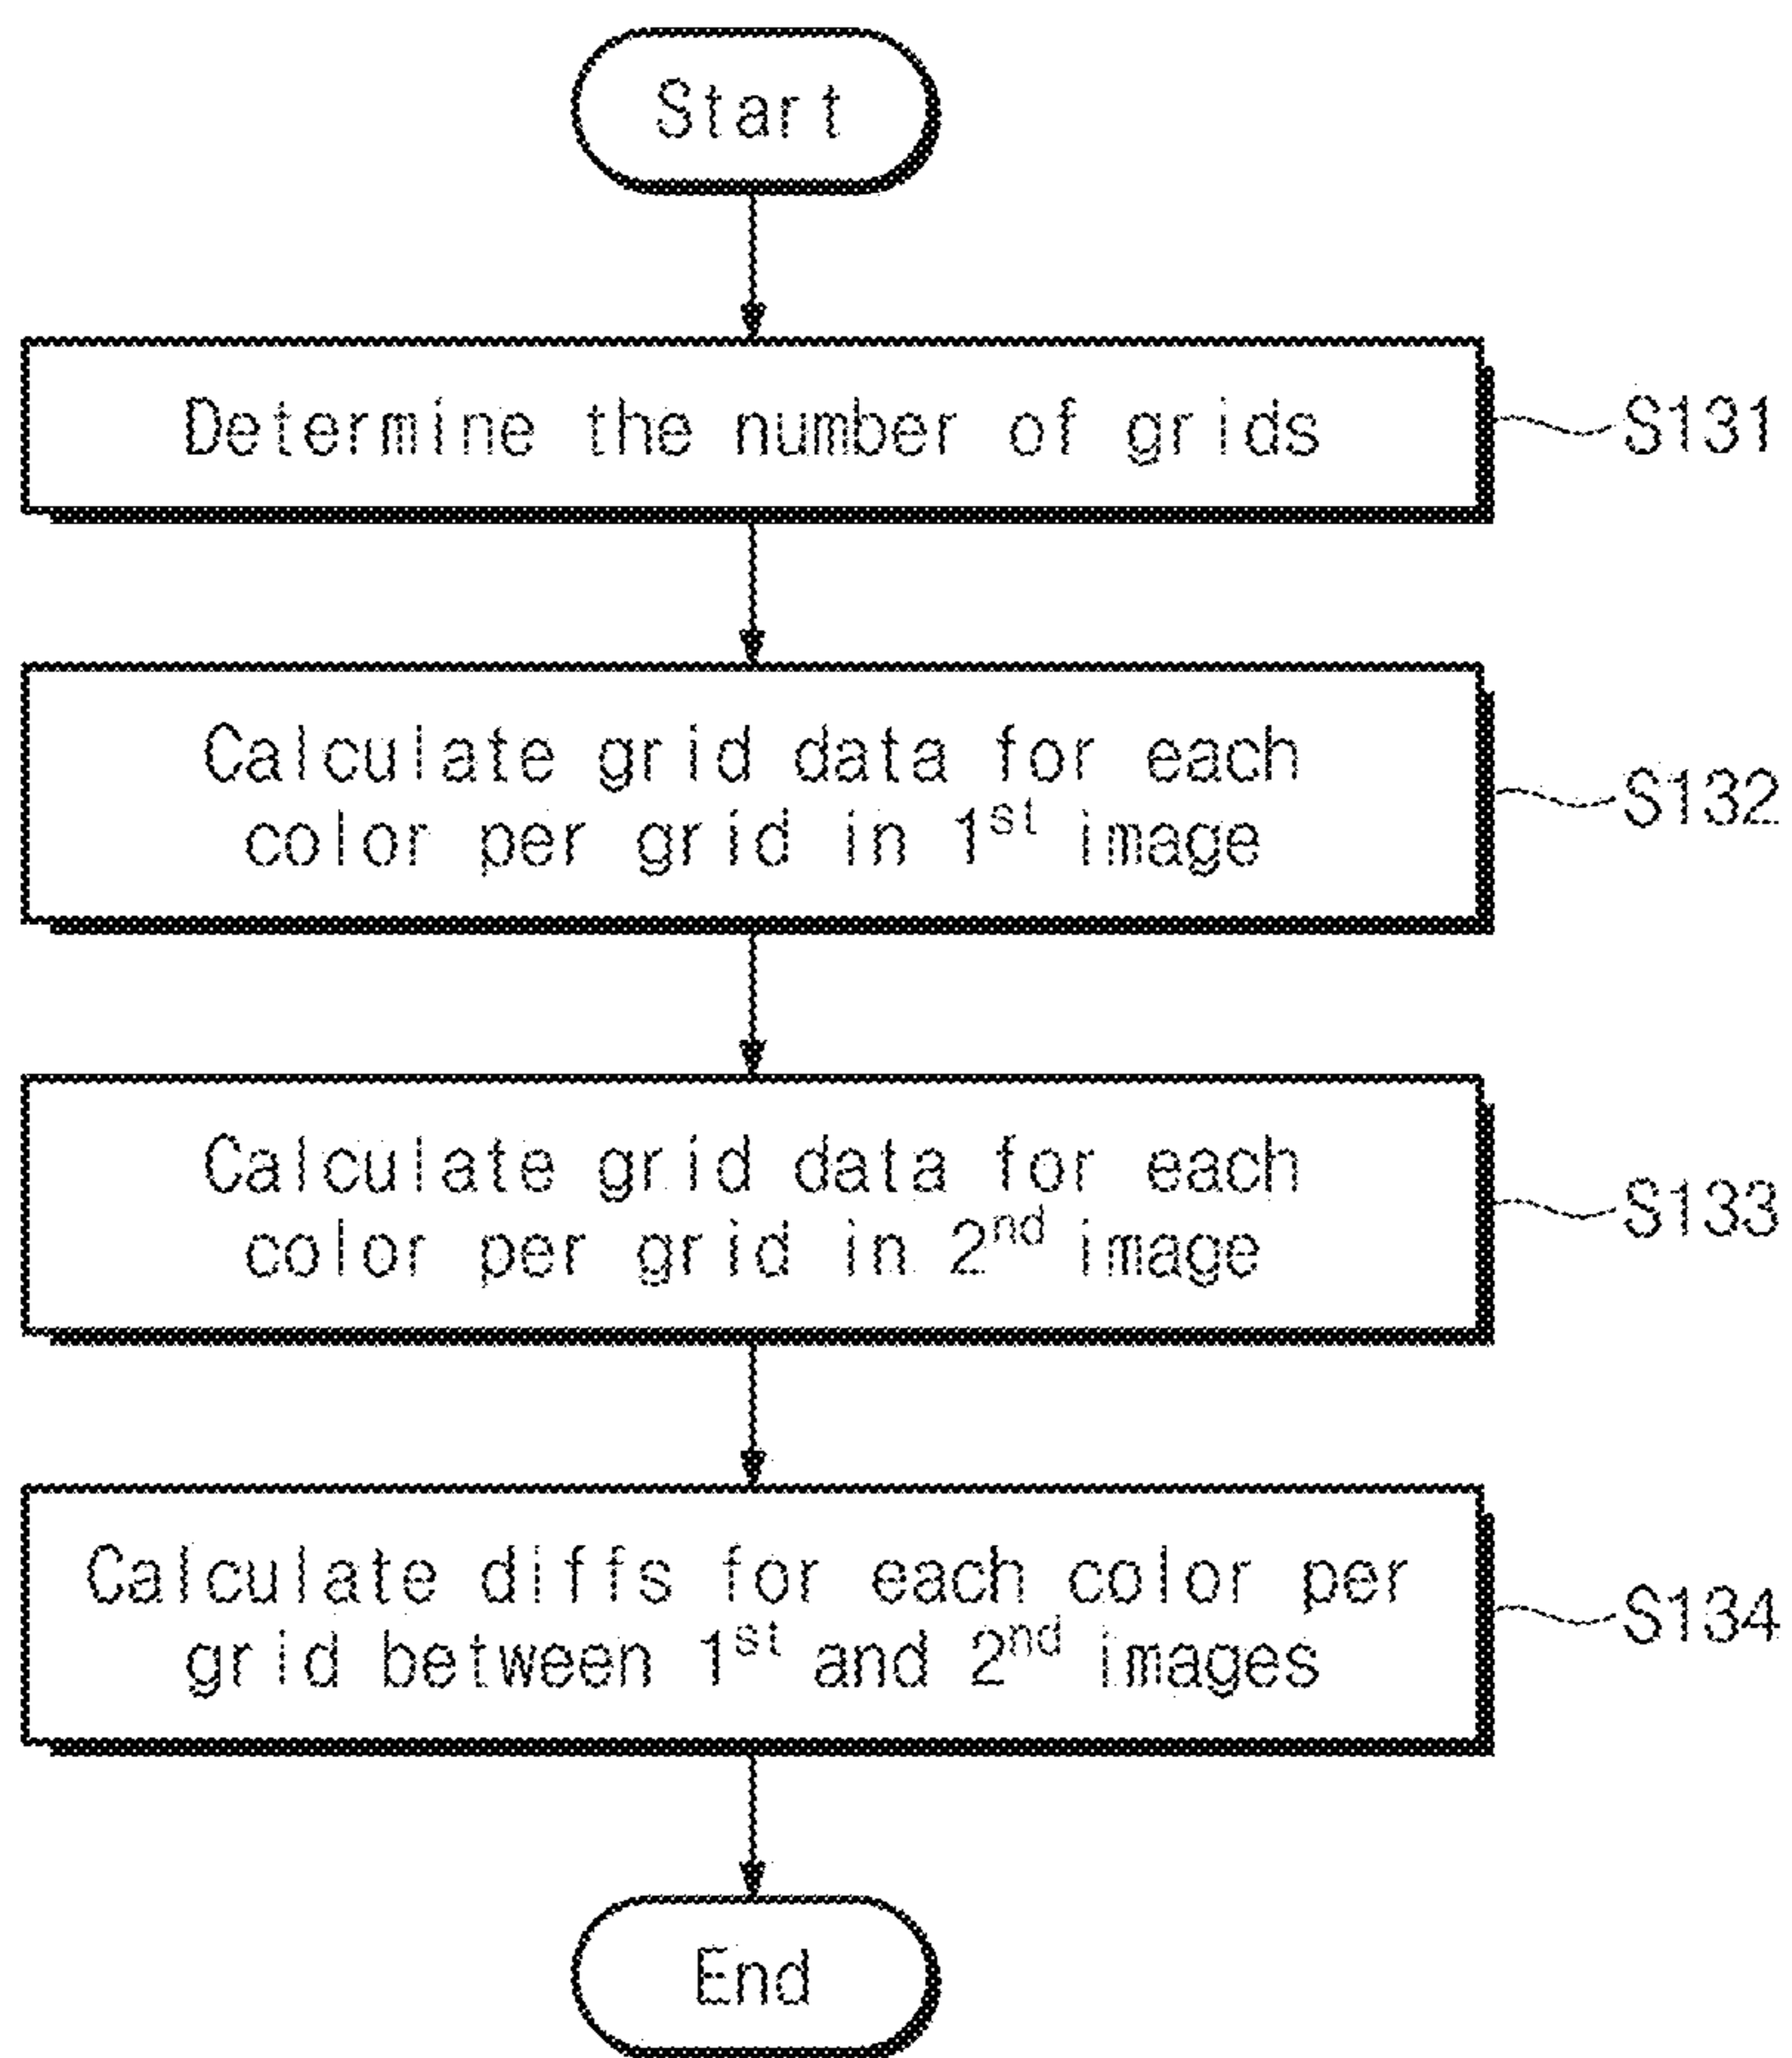 Start
Determine the number of grids
S131
Calculate grid data for each
color per grid in 1st image
S132
Calculate grid data for each
color per grid in 2nd image
S133
Calculate diffs for each color per
grid between 1st and 2nd images
S134
End